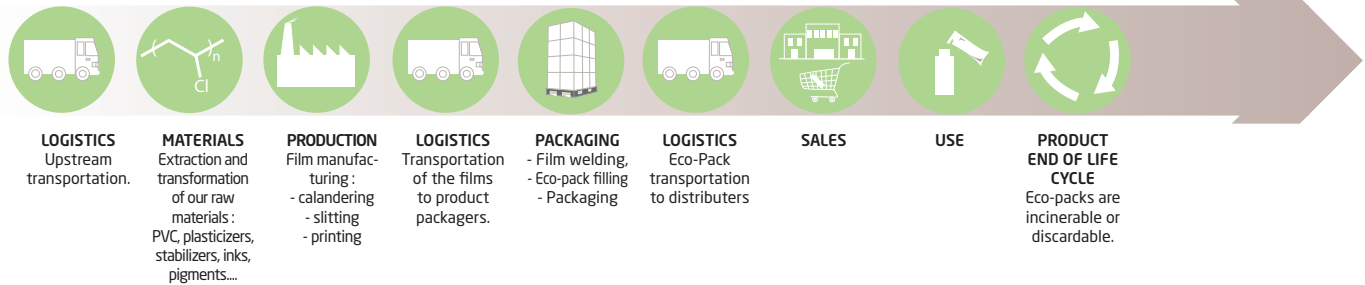 n
Cl
LOGISTICS
Upstream
transportation.
MATERIALS
Extraction and
transformation
of our raw
materials :
PVC, plasticizers,
stabilizers, inks,
pigments....
PRODUCTION
Film manufac-
turing :
- calandering
- slitting
- printing
LOGISTICS
Transportation
of the films
to product
packagers.
PACKAGING
- Film welding,
- Eco-pack filling
- Packaging
LOGISTICS
Eco-Pack
transportation
to distributers
SALES
USE
PRODUCT
END OF LIFE
CYCLE
Eco-packs are
incinerable or
discardable.